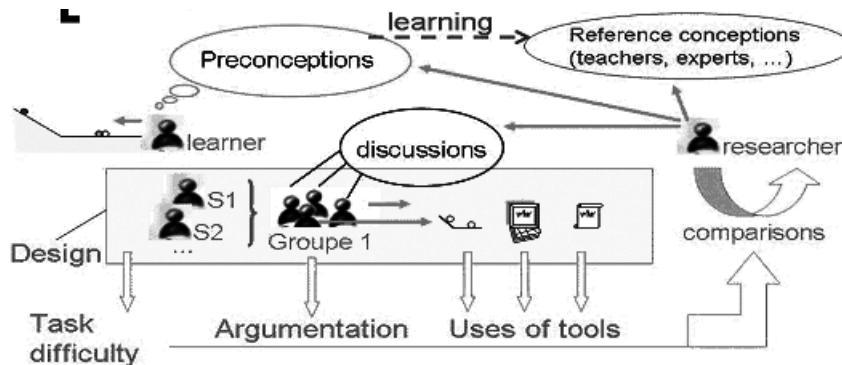 learning
Preconceptions
Reference conceptions
(teachers, experts, ...)
learner
discussions
researcher
S1
S2
...
Groupe 1
Design
comparisons
Task
difficulty
Argumentation
Uses of tools